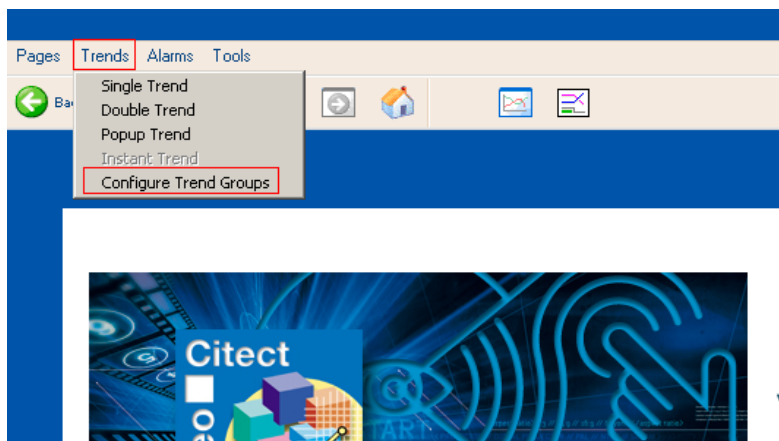 Pages Trends Alarms Tools
Single Trend
Double Trend
Popup Trend
Instant Trend
Configure Trend Groups
Citect